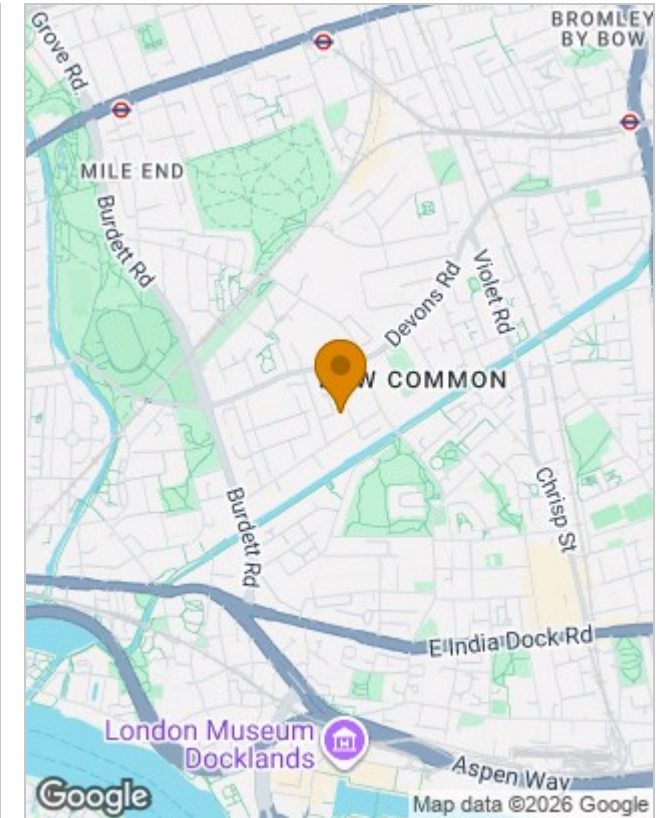 BROMLEY
BY BOW
Grove Rd.
MILE END
Burdett Rd
Violet Rd
Devons Rd
W COMMON
Chrisp St
Burdett Rd
E India Dock Rd
London Museum
Docklands
Aspen Way
Google
Map data ©2026 Google